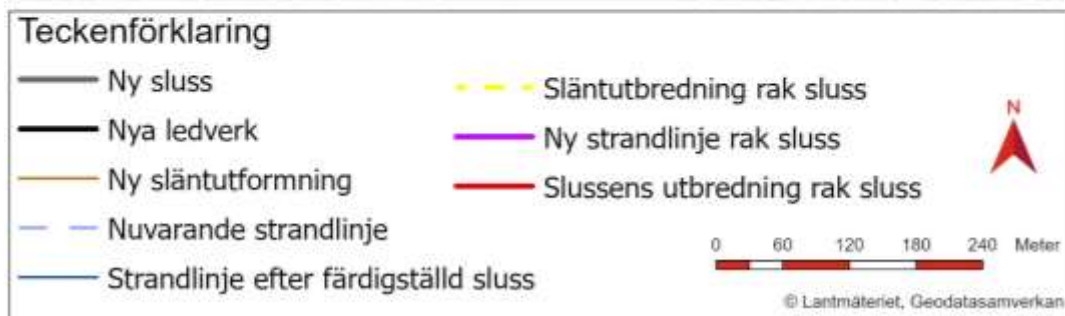 Teckenförklaring
Ny sluss
Nya ledverk
Ny släntutformning
Nuvarande strandlinje
Strandlinje efter färdigställd sluss
Släntutbredning rak sluss
Ny strandlinje rak sluss
Slussens utbredning rak sluss
N
0 60 120 180 240 Meter
© Lantmäteriet, Geodatasamverkan